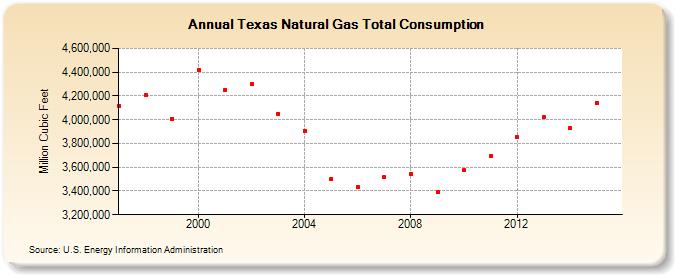 Annual Texas Natural Gas Total Consumption
Million Cubic Feet
4,600,000
4,400,000
4,200,000
4,000,000
3,800,000
3,600,000
3,400,000
3,200,000
2000 2004 2008 2012
Source: U.S. Energy Information Administration